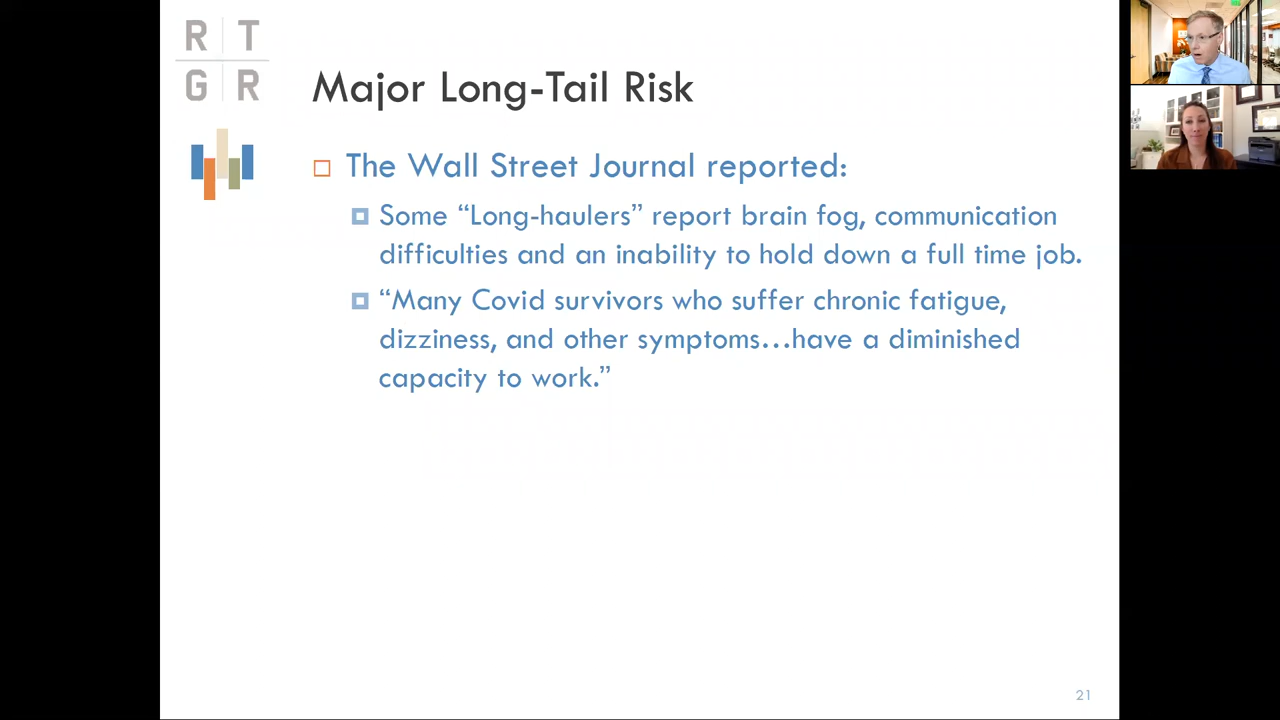 R T
G R
Major Long-Tail Risk
The Wall Street Journal reported:
Some “Long-haulers” report brain fog, communication
difficulties and an inability to hold down a full time job.
“Many Covid survivors who suffer chronic fatigue,
dizziness, and other symptoms…have a diminished
capacity to work.”
21